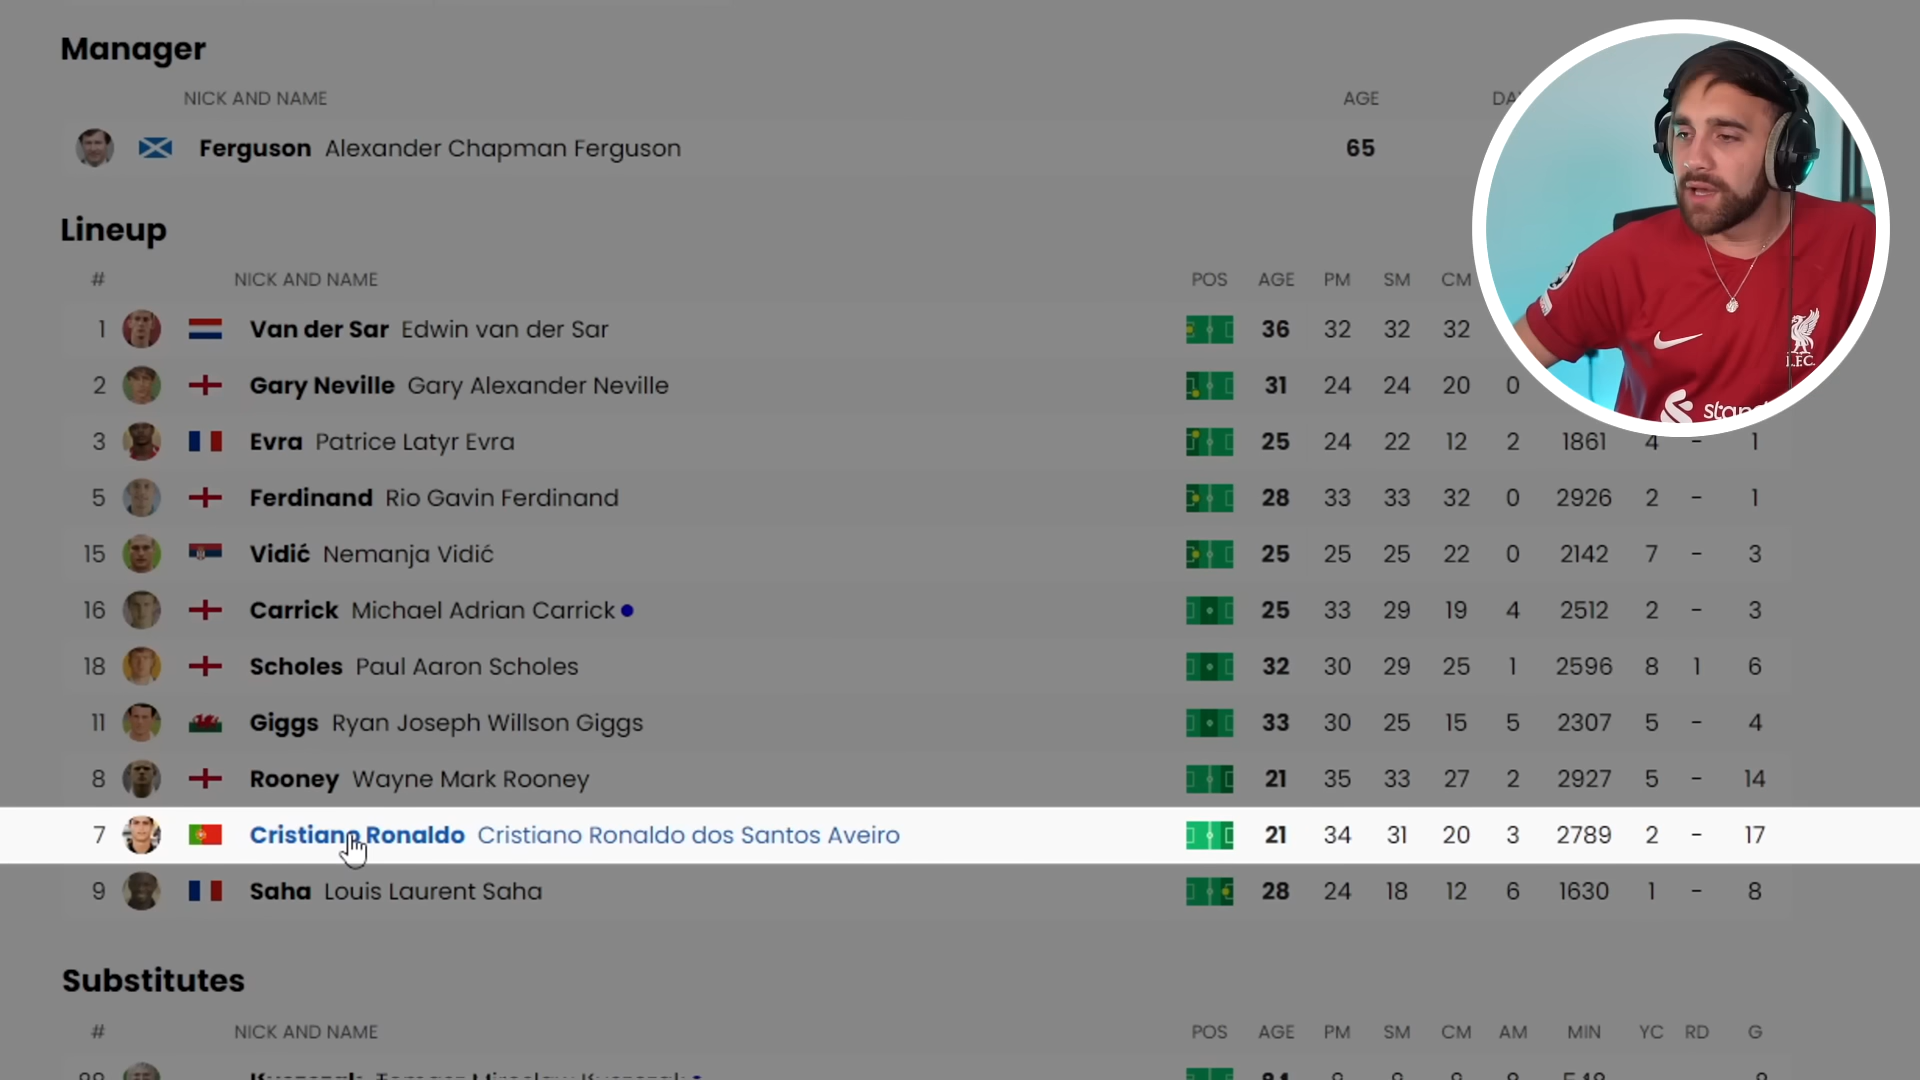 Manager
NICK AND NAME AGE
Ferguson Alexander Chapman Ferguson 65
Lineup
# NICK AND NAME POS AGE PM SM CM
1 Van der Sar Edwin van der Sar 36 32 32 32
2 Gary Neville Gary Alexander Neville 31 24 24 20 0
3 Evra Patrice Latyr Evra 25 24 22 12 2 1861 4 - 1
5 Ferdinand Rio Gavin Ferdinand 28 33 33 32 0 2926 2 - 1
15 Vidić Nemanja Vidić 25 25 25 22 0 2142 7 - 3
16 Carrick Michael Adrian Carrick 25 33 29 19 4 2512 2 - 3
18 Scholes Paul Aaron Scholes 32 30 29 25 1 2596 8 1 6
11 Giggs Ryan Joseph Willson Giggs 33 30 25 15 5 2307 5 - 4
8 Rooney Wayne Mark Rooney 21 35 33 27 2 2927 5 - 14
7 Cristiano Ronaldo Cristiano Ronaldo dos Santos Aveiro 21 34 31 20 3 2789 2 - 17
9 Saha Louis Laurent Saha 28 24 18 12 6 1630 1 - 8
Substitutes
# NICK AND NAME POS AGE PM SM CM AM MIN YC RD G
L.F.C.